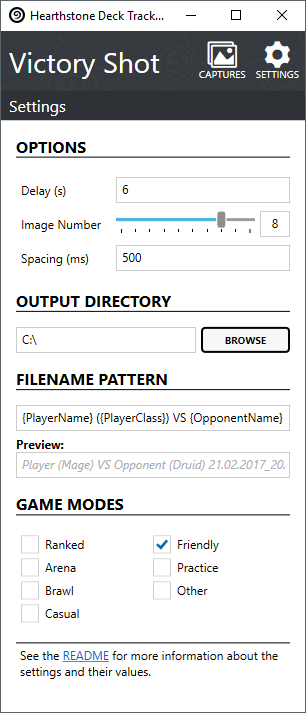 Hearthstone Deck Track...
Victory Shot
CAPTURES
SETTINGS
Settings
OPTIONS
Delay (s)
6
Image Number
8
Spacing (ms)
500
OUTPUT DIRECTORY
C:\
BROWSE
FILENAME PATTERN
{PlayerName} ({PlayerClass}) VS {OpponentName}
Preview:
Player (Mage) VS Opponent (Druid) 21.02.2017_20.
GAME MODES
Ranked
Friendly
Arena
Practice
Brawl
Other
Casual
See the README for more information about the
settings and their values.